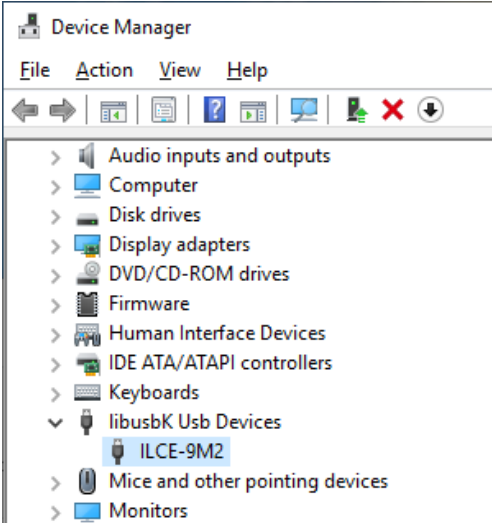 Device Manager
File Action View Help
Audio inputs and outputs
Computer
Disk drives
Display adapters
DVD/CD-ROM drives
Firmware
Human Interface Devices
IDE ATA/ATAPI controllers
Keyboards
libusbK Usb Devices
ILCE-9M2
Mice and other pointing devices
Monitors